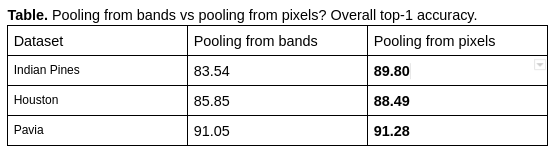 Table. Pooling from bands vs pooling from pixels? Overall top-1 accuracy.
Dataset Pooling from bands Pooling from pixels
Indian Pines 83.54 89.80
Houston 85.85 88.49
Pavia 91.05 91.28